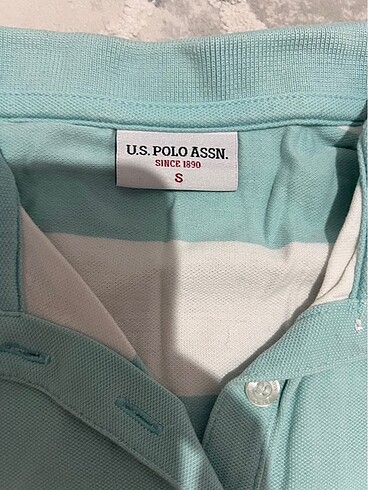 U.S. POLO ASSN.
SINCE 1890
S